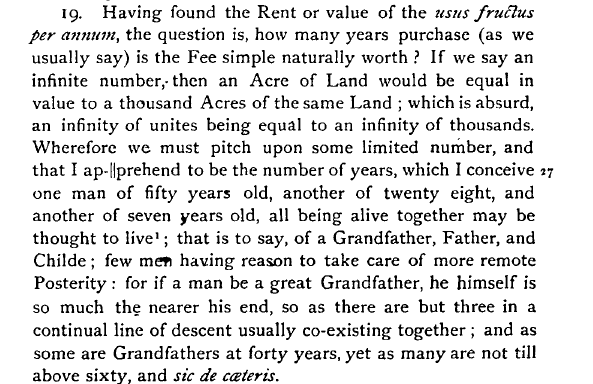 19. Having found the Rent or value of the usus fructus
per annum, the question is, how many years purchase (as we
usually say) is the Fee simple naturally worth ? If we say an
infinite number, then an Acre of Land would be equal in
value to a thousand Acres of the same Land ; which is absurd,
an infinity of unites being equal to an infinity of thousands.
Wherefore we must pitch upon some limited number, and
that I ap-||prehend to be the number of years, which I conceive 27
one man of fifty years old, another of twenty eight, and
another of seven years old, all being alive together may be
thought to live¹ ; that is to say, of a Grandfather, Father, and
Childe ; few men having reason to take care of more remote
Posterity : for if a man be a great Grandfather, he himself is
so much the nearer his end, so as there are but three in a
continual line of descent usually co-existing together ; and as
some are Grandfathers at forty years, yet as many are not till
above sixty, and sic de cæteris.